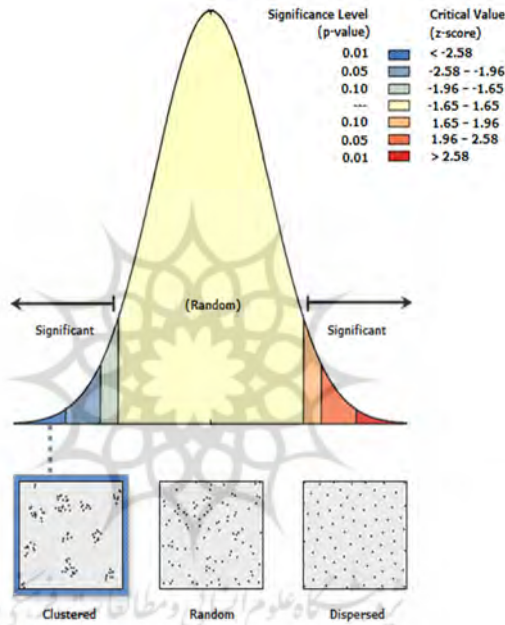 Significance Level Critical Value
(p-value) (z-score)
0.01 < -2.58
0.05 -2.58 – -1.96
0.10 -1.96 – -1.65
--- -1.65 – 1.65
0.10 1.65 – 1.96
0.05 1.96 – 2.58
0.01 > 2.58
(Random)
Significant Significant
Clustered Random Dispersed